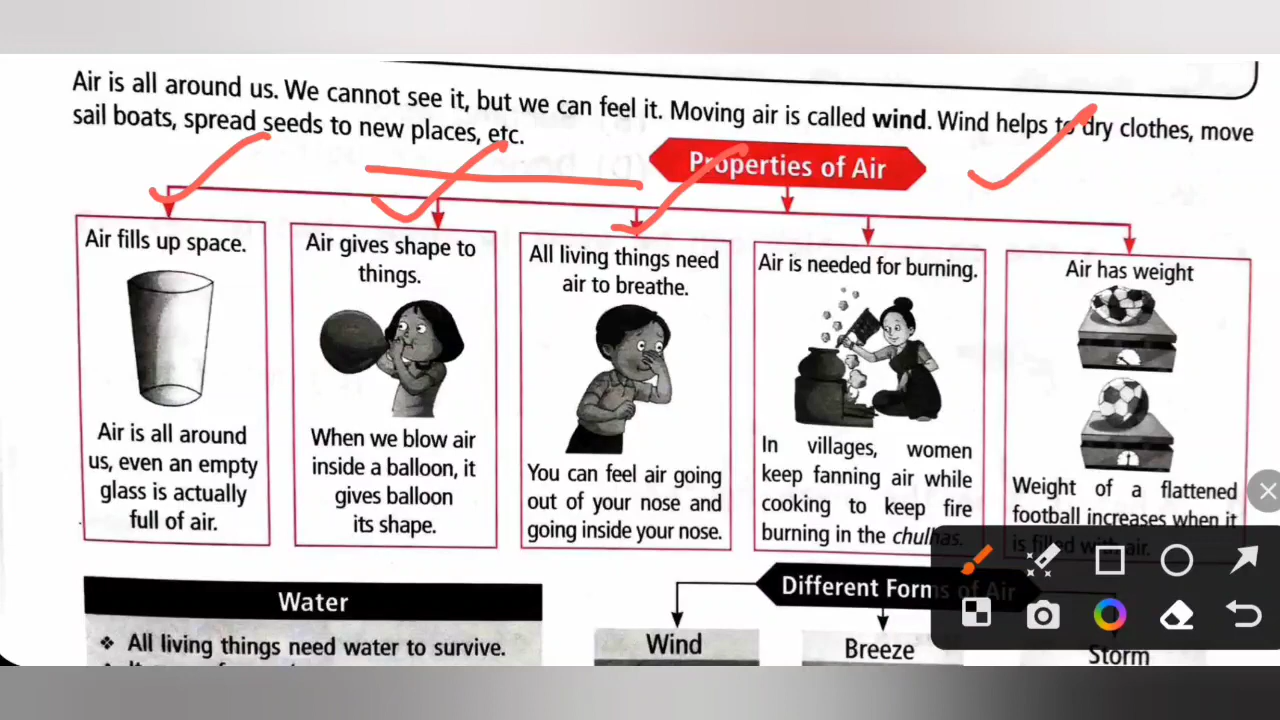 Air is all around us. We cannot see it, but we can feel it. Moving air is called wind. Wind helps to dry clothes, move
sail boats, spread seeds to new places, etc.
Properties of Air
Air fills up space.
Air is all around
us, even an empty
glass is actually
full of air.
Air gives shape to
things.
When we blow air
inside a balloon, it
gives balloon
its shape.
All living things need
air to breathe.
You can feel air going
out of your nose and
going inside your nose.
Air is needed for burning.
In villages, women
keep fanning air while
cooking to keep fire
burning in the chulhas.
Air has weight
Weight of a flattened
football increases when it
is filled with air.
Water
❖ All living things need water to survive.
Different Forms of Air
Wind
Breeze
Storm